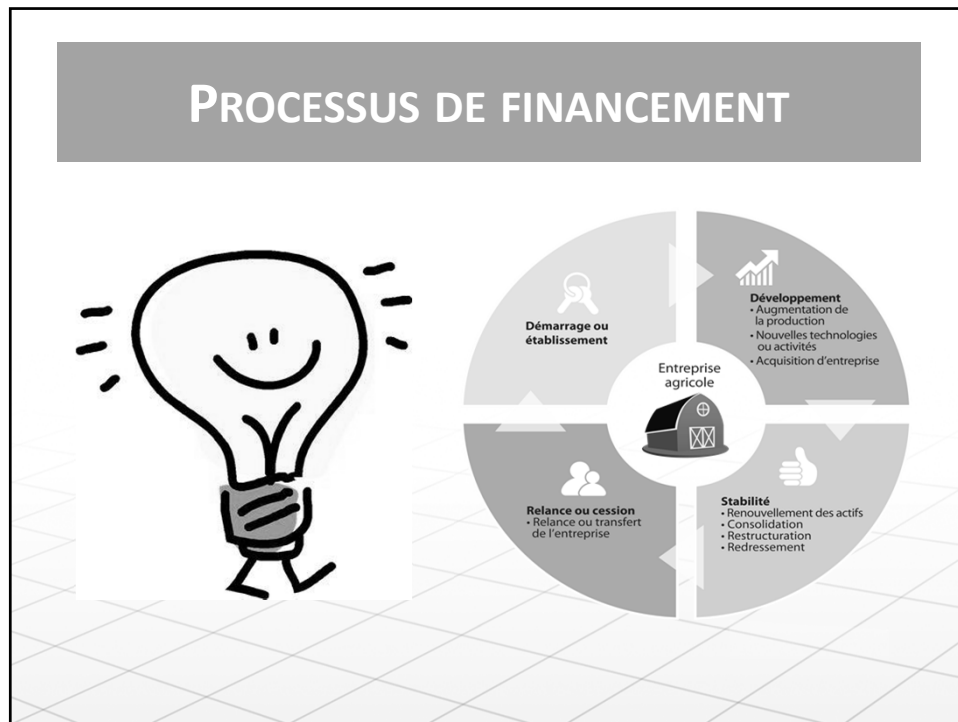 PROCESSUS DE FINANCEMENT
Démarrage ou
établissement
Développement
• Augmentation de
la production
• Nouvelles technologies
ou activités
• Acquisition d’entreprise
Entreprise
agricole
Relance ou cession
• Relance ou transfert
de l’entreprise
Stabilité
• Renouvellement des actifs
• Consolidation
• Restructuration
• Redressement